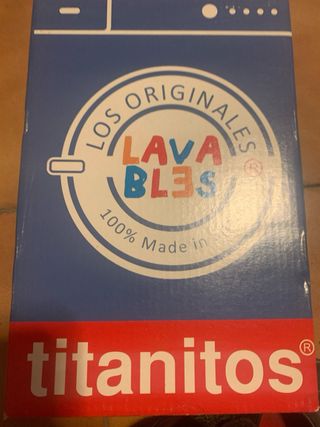 LOS ORIGINALES
LAVA
BLES ®
100% Made in
titanitos®